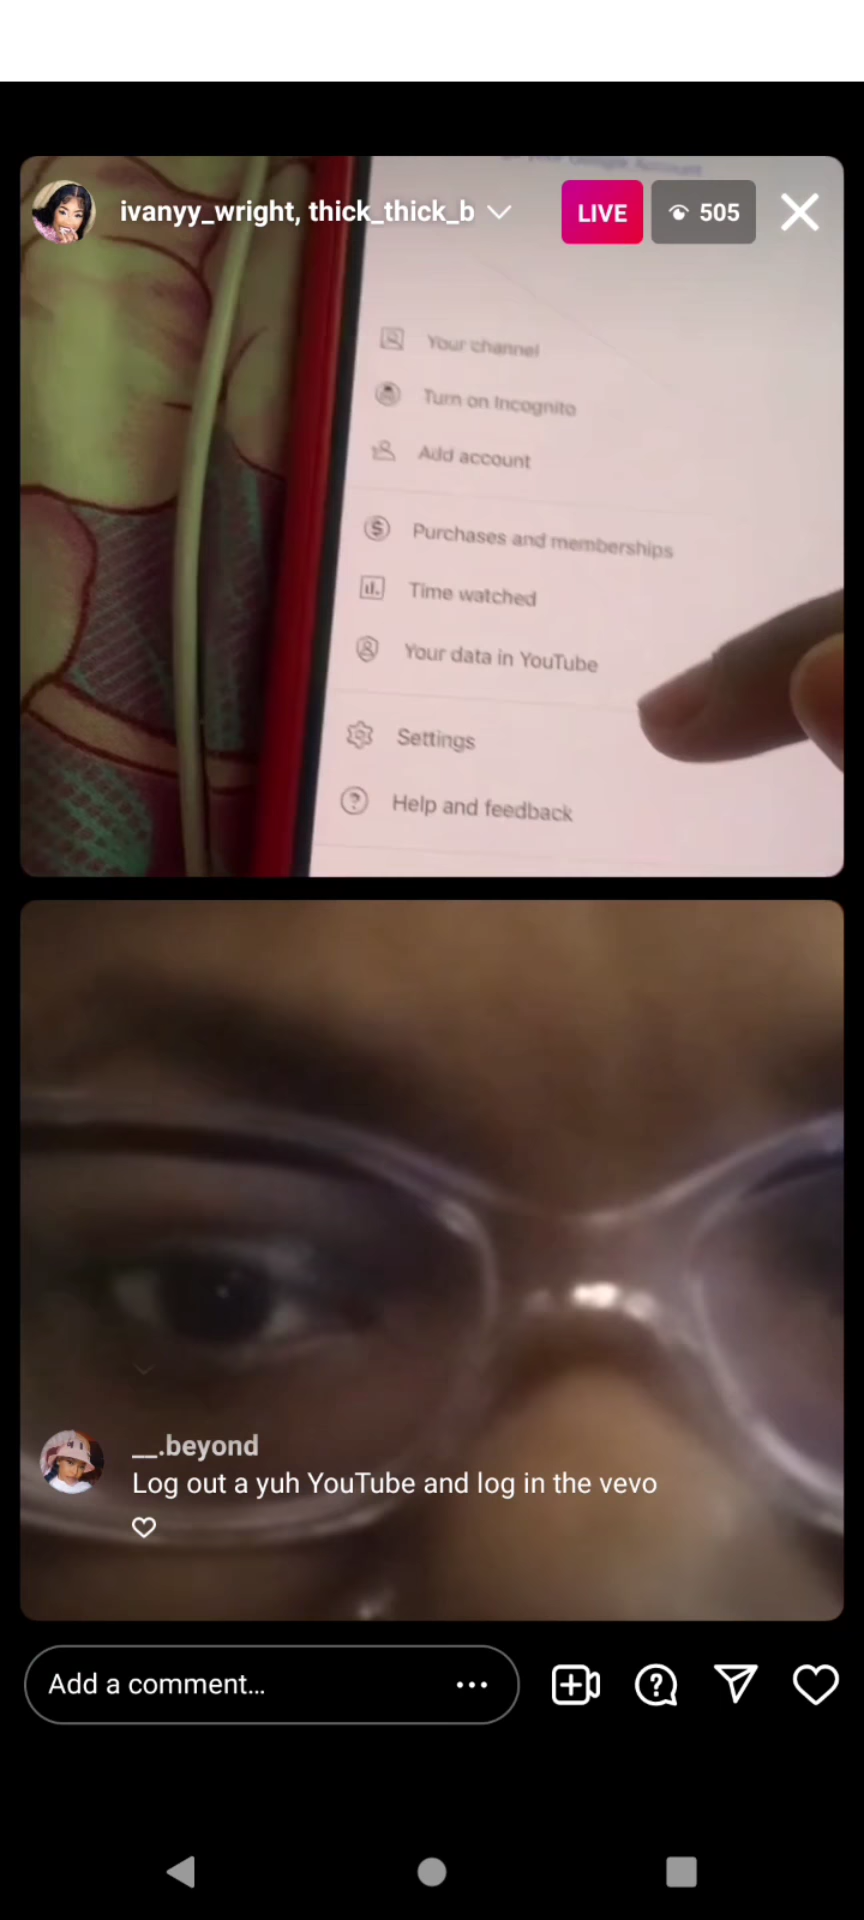 ivanyy_wright, thick_thick_b
LIVE
505
Your channel
Turn on Incognito
Add account
Purchases and memberships
Time watched
Your data in YouTube
Settings
Help and feedback
__.beyond
Log out a yuh YouTube and log in the vevo
Add a comment...